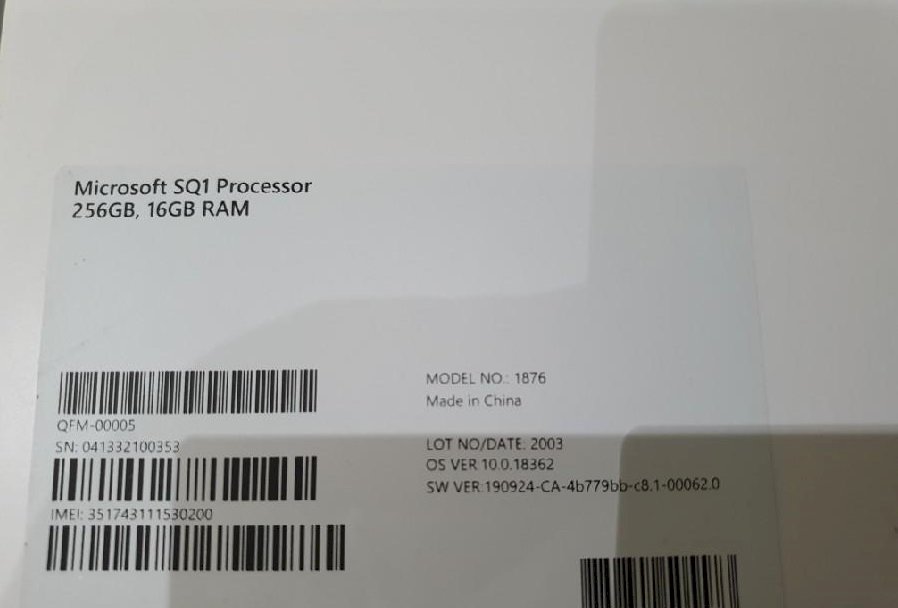 Microsoft SQ1 Processor
256GB, 16GB RAM
QFM-00005
SN: 041332100353
IMEI: 351743111530200
MODEL NO.: 1876
Made in China
LOT NO/DATE: 2003
OS VER 10.0.18362
SW VER:190924-CA-4b779bb-c8.1-00062.0